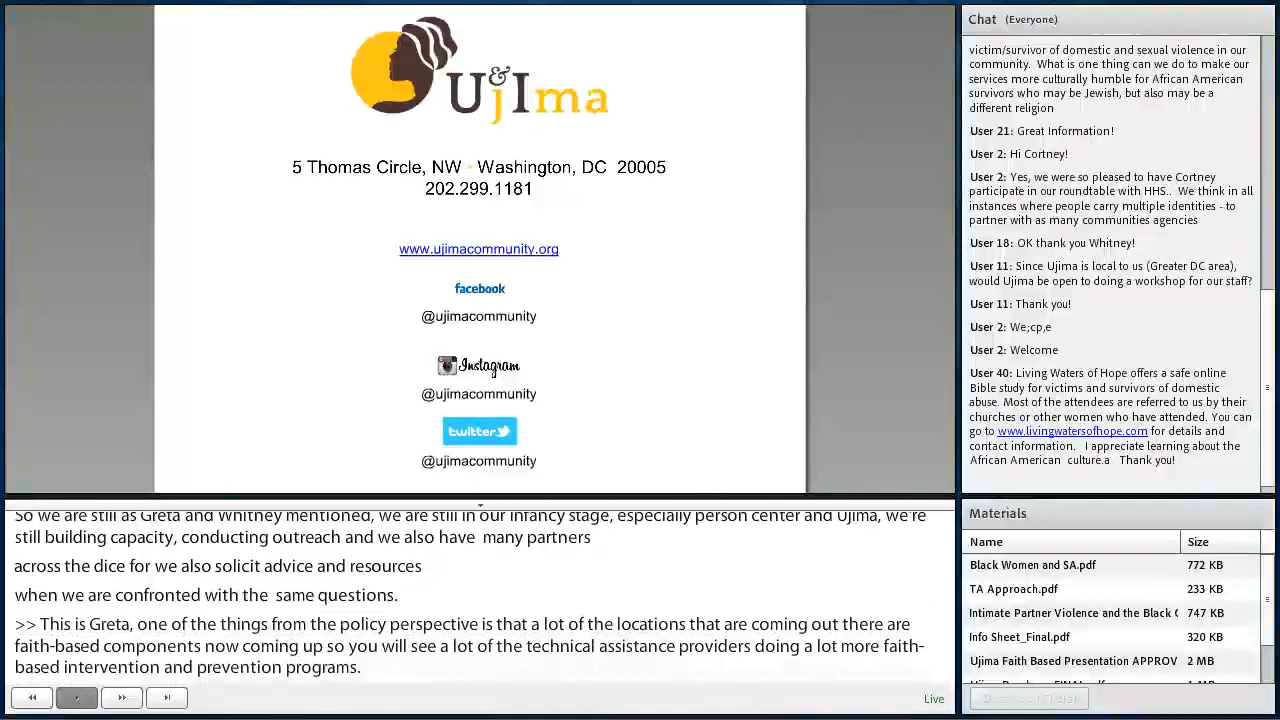 U&jIma
5 Thomas Circle, NW - Washington, DC 20005
202.299.1181
www.ujimacommunity.org
facebook
@ujimacommunity
Instagram
@ujimacommunity
twitter
@ujimacommunity
So we are still as Greta and Whitney mentioned, we are still in our infancy stage, especially person center and Ujima, we're
still building capacity, conducting outreach and we also have many partners
across the dice for we also solicit advice and resources
when we are confronted with the same questions.
>> This is Greta, one of the things from the policy perspective is that a lot of the locations that are coming out there are
faith-based components now coming up so you will see a lot of the technical assistance providers doing a lot more faith-
based intervention and prevention programs.
Live
Chat (Everyone)
victim/survivor of domestic and sexual violence in our
community. What is one thing can we do to make our
services more culturally humble for African American
survivors who may be Jewish, but also may be a
different religion
User 21: Great Information!
User 2: Hi Cortney!
User 2: Yes, we were so pleased to have Cortney
participate in our roundtable with HHS.. We think in all
instances where people carry multiple identities - to
partner with as many communities agencies
User 18: OK thank you Whitney!
User 11: Since Ujima is local to us (Greater DC area),
would Ujima be open to doing a workshop for our staff?
User 11: Thank you!
User 2: We;cp,e
User 2: Welcome
User 40: Living Waters of Hope offers a safe online
Bible study for victims and survivors of domestic
abuse. Most of the attendees are referred to us by their
churches or other women who have attended. You can
go to www.livingwatersofhope.com for details and
contact information. I appreciate learning about the
African American culture.a Thank you!
Materials
Name Size
Black Women and SA.pdf 772 KB
TA Approach.pdf 233 KB
Intimate Partner Violence and the Black C 747 KB
Info Sheet_Final.pdf 320 KB
Ujima Faith Based Presentation APPROV 2 MB